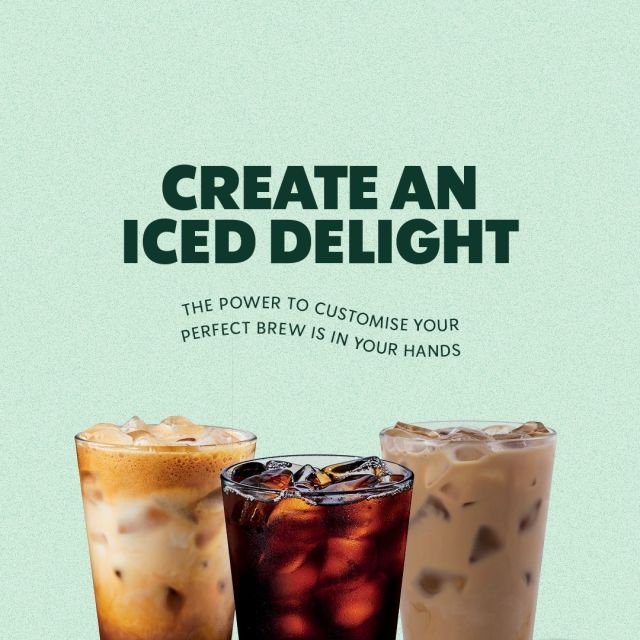 CREATE AN
ICED DELIGHT
THE POWER TO CUSTOMISE YOUR
PERFECT BREW IS IN YOUR HANDS